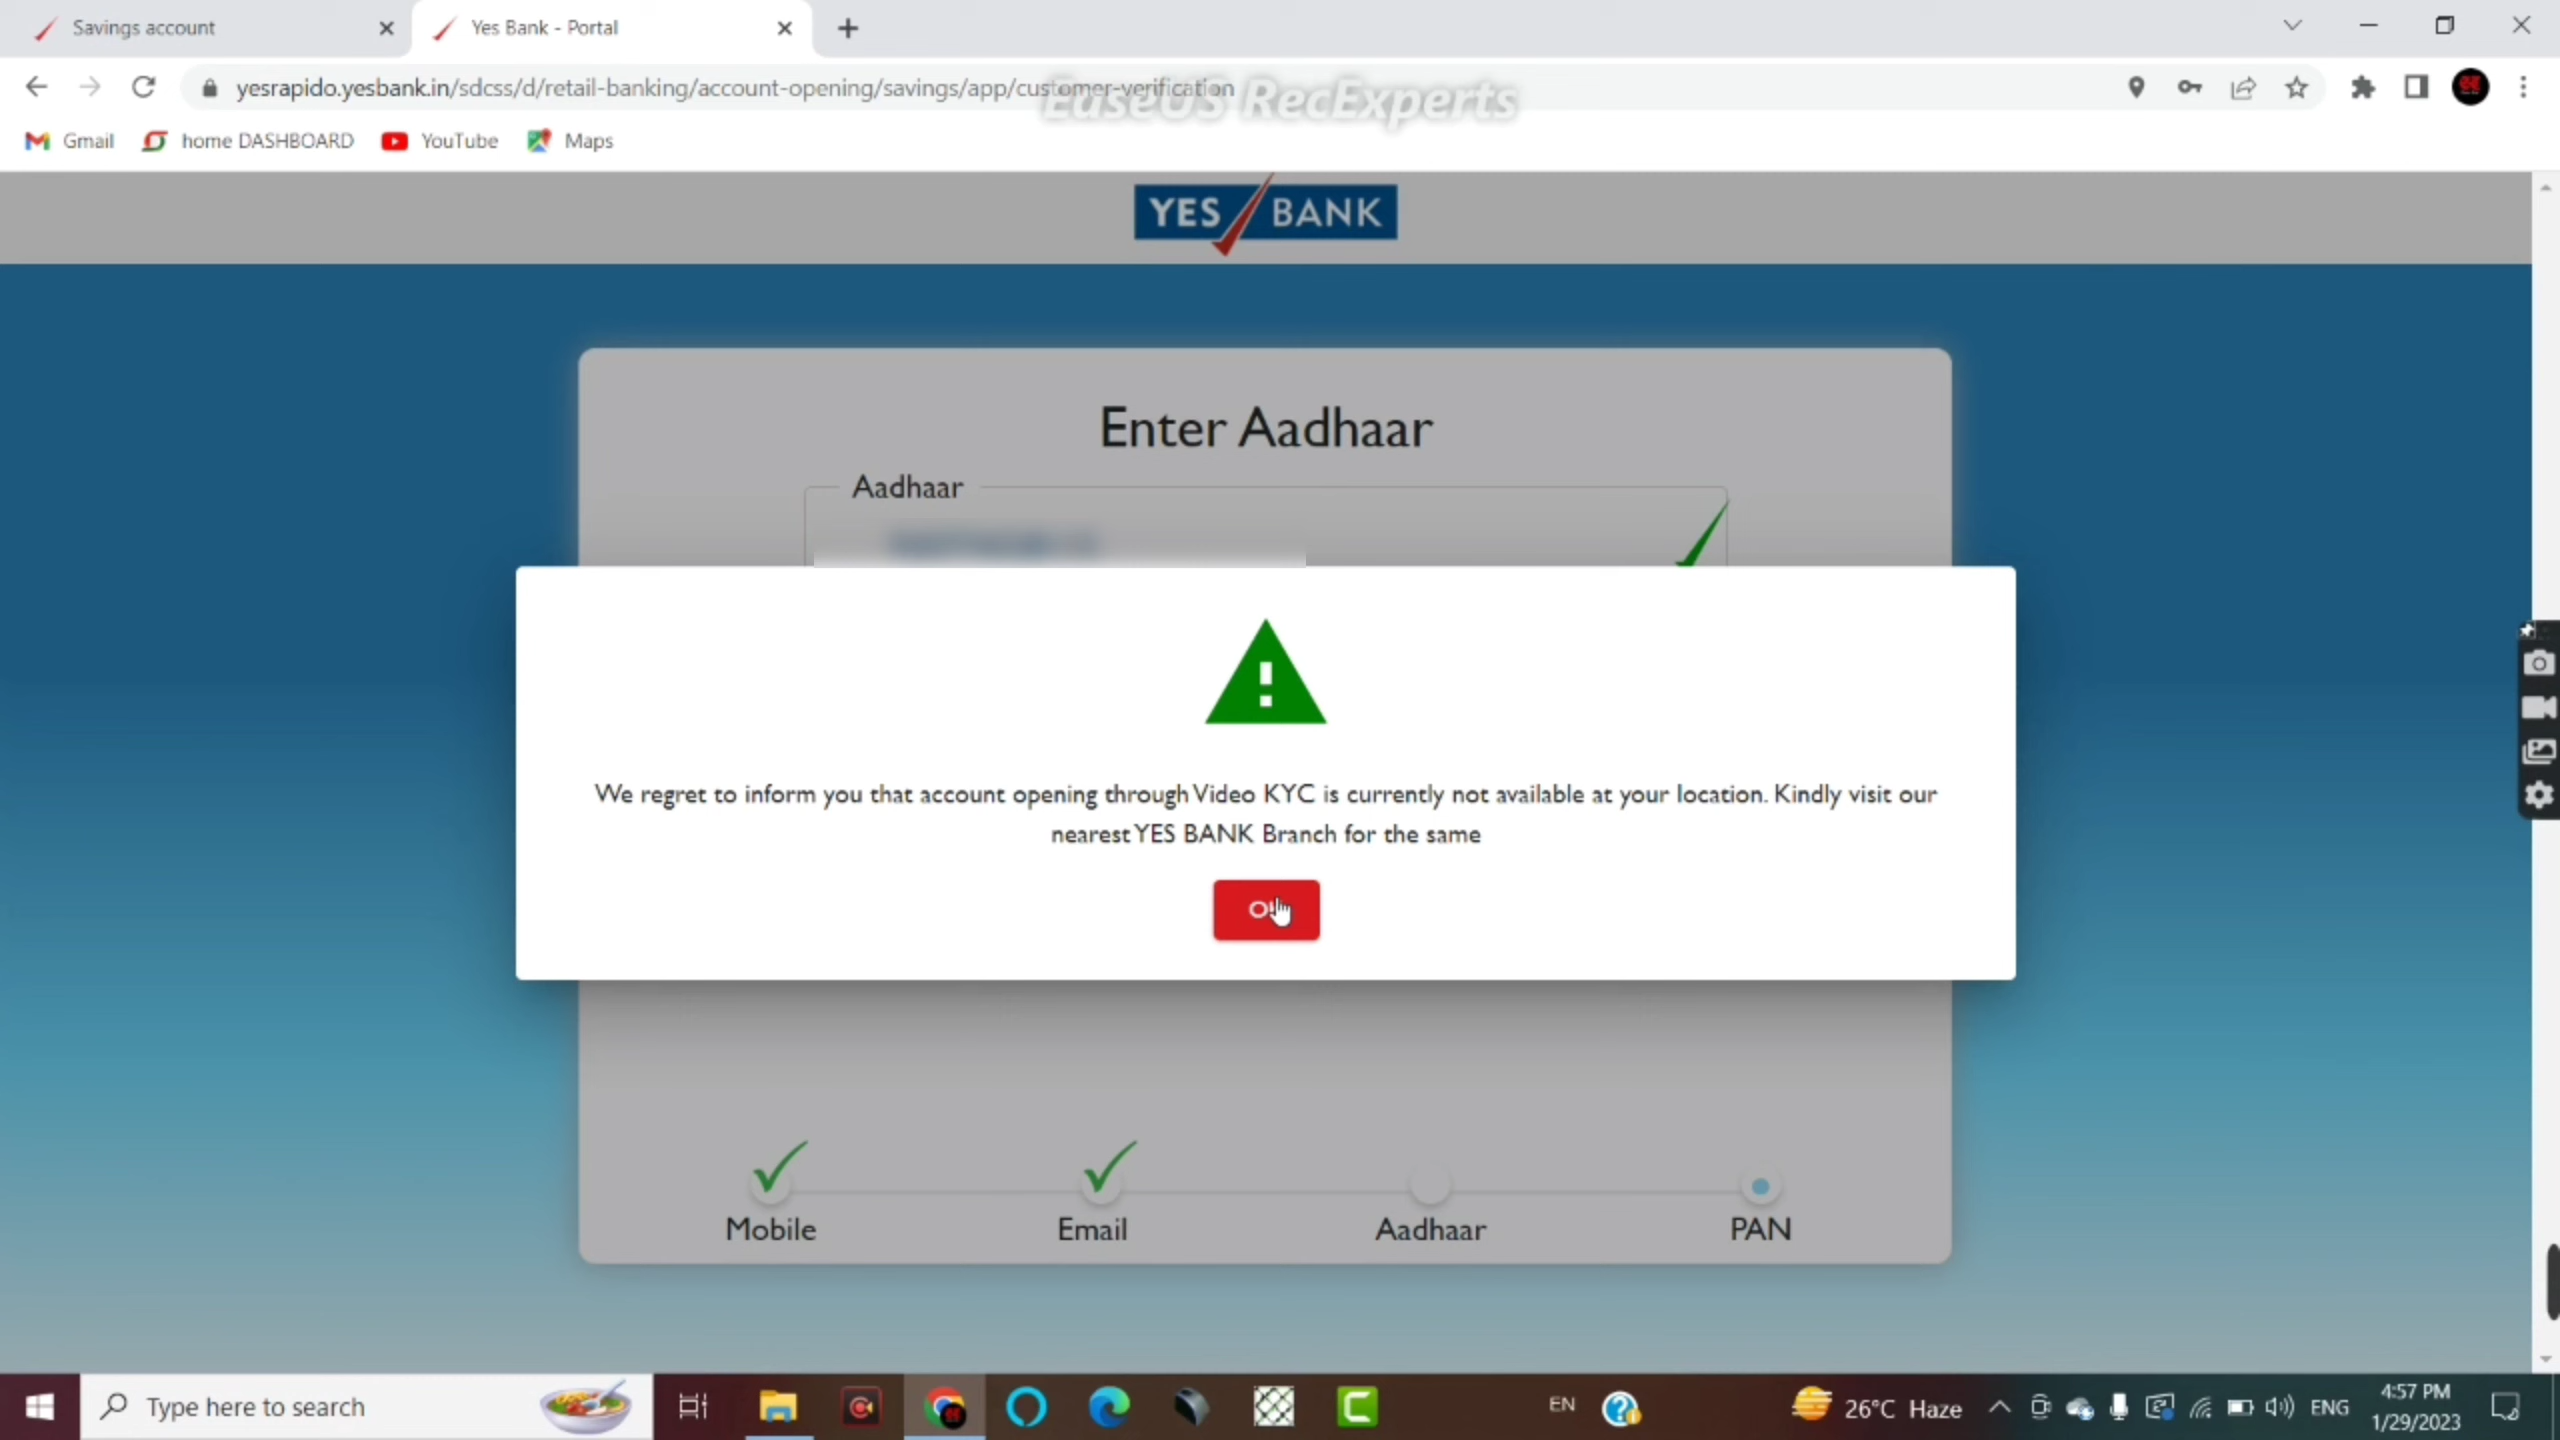 Savings account
Yes Bank - Portal
yesrapido.yesbank.in/sdcss/d/retail-banking/account-opening/savings/app/customer-verification
EaseUS RecExperts
Gmail
home DASHBOARD
YouTube
Maps
YES BANK
Enter Aadhaar
Aadhaar
We regret to inform you that account opening through Video KYC is currently not available at your location. Kindly visit our
nearest YES BANK Branch for the same
Mobile
Email
Aadhaar
PAN
Type here to search
EN
26°C Haze
ENG
4:57 PM
1/29/2023